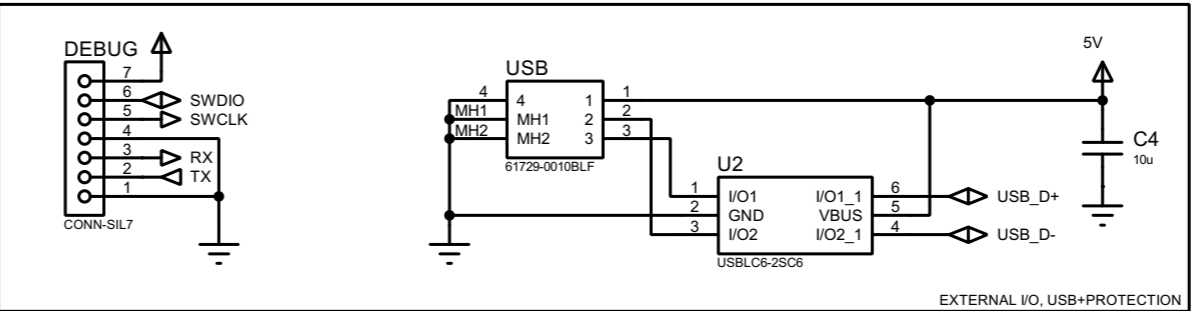 DEBUG
7
6 SWDIO
5 SWCLK
4
3 RX
2 TX
1
CONN-SIL7
USB
4 4 1 1
MH1 MH1 2 2
MH2 MH2 3 3
61729-0010BLF
U2
1 I/O1 I/O1_1 6 USB_D+
2 GND VBUS 5
3 I/O2 I/O2_1 4 USB_D-
USBLC6-2SC6
5V
C4
10u
EXTERNAL I/O, USB+PROTECTION